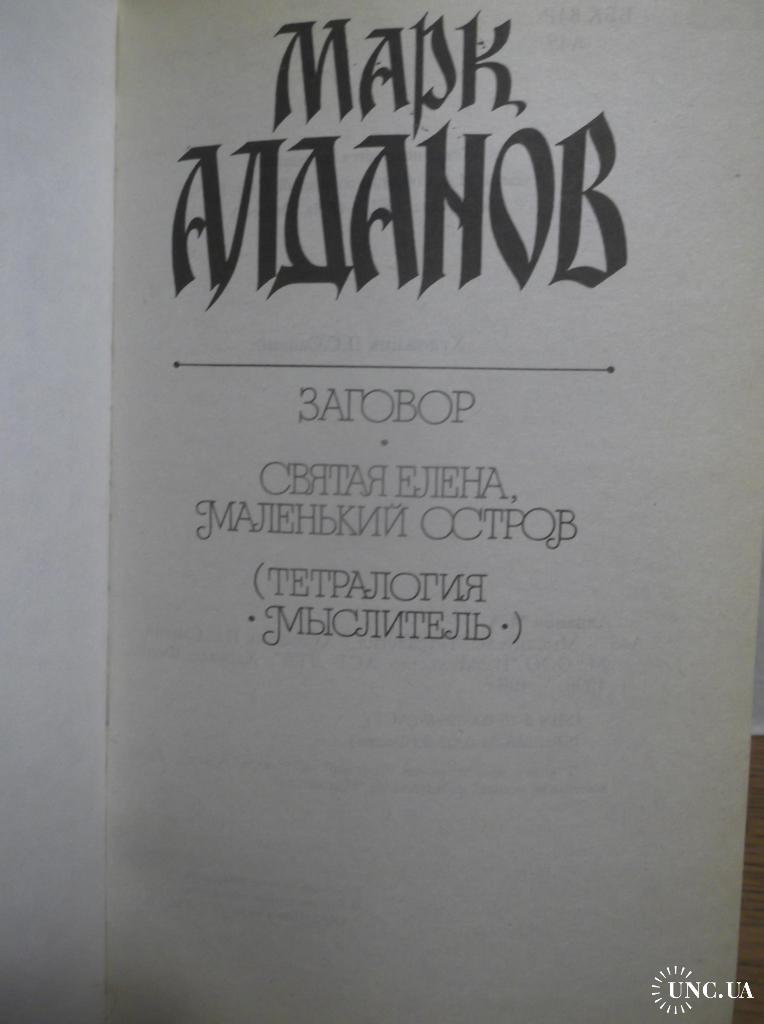 МАРК
АЛДАНОВ
ЗАГОВОР
•
СВЯТАЯ ЕЛЕНА,
МАЛЕНЬКИЙ ОСТРОВ
(ТЕТРАЛОГИЯ
• МЫСЛИТЕЛЬ •)
UNC.UA